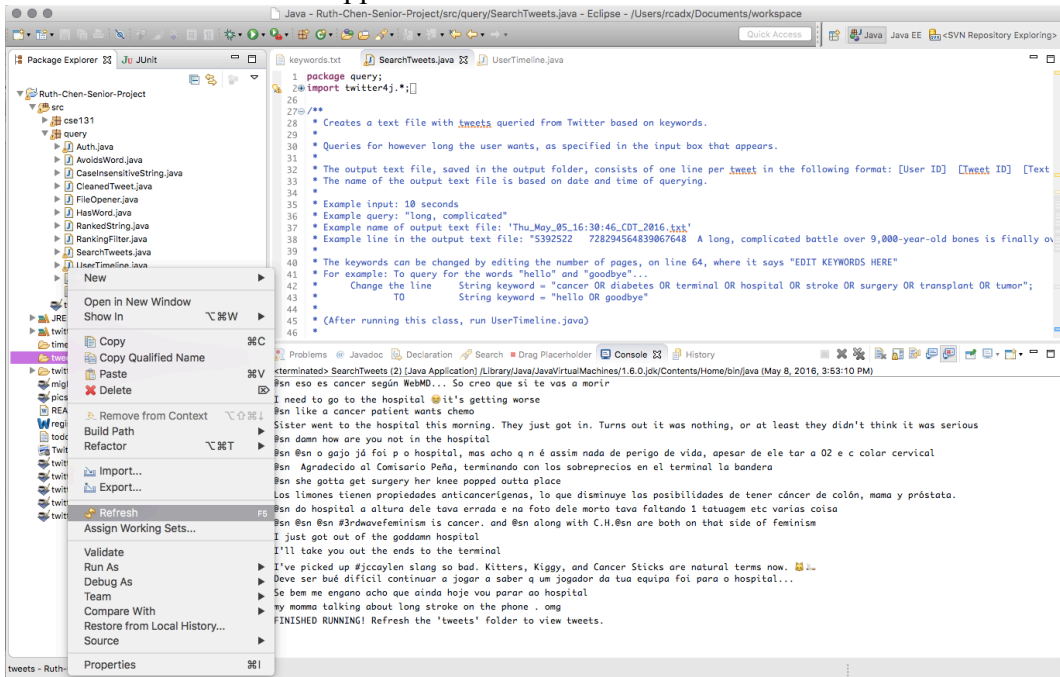 Java - Ruth-Chen-Senior-Project/src/query/SearchTweets.java - Eclipse - /Users/rcadx/Documents/workspace
Quick Access
Java
Java EE
<SVN Repository Exploring>
Package Explorer
JUnit
Ruth-Chen-Senior-Project
src
cse131
query
Auth.java
AvoidsWord.java
CaseInsensitiveString.java
CleanedTweet.java
FileOpener.java
HasWord.java
RankedString.java
RankingFilter.java
SearchTweets.java
UserTimeline.java
JRE
twitt
time
twee
twitt
migl
pics
REA
regi
todo
Twit
twitt
twitt
twitt
twitt
New
Open in New Window
Show In ⌥⌘W
Copy ⌘C
Copy Qualified Name
Paste ⌘V
Delete ⌦
Remove from Context ⌥⇧⌘↓
Build Path
Refactor ⌥⌘T
Import...
Export...
Refresh F5
Assign Working Sets...
Validate
Run As
Debug As
Team
Compare With
Restore from Local History...
Source
Properties ⌘I
tweets - Ruth-
keywords.txt
SearchTweets.java
UserTimeline.java
1 package query;
2 import twitter4j.*;
26
27 /**
28 * Creates a text file with tweets queried from Twitter based on keywords.
29 *
30 * Queries for however long the user wants, as specified in the input box that appears.
31 *
32 * The output text file, saved in the output folder, consists of one line per tweet in the following format: [User ID] [Tweet ID] [Text
33 * The name of the output text file is based on date and time of querying.
34 *
35 * Example input: 10 seconds
36 * Example query: "long, complicated"
37 * Example name of output text file: 'Thu_May_05_16:30:46_CDT_2016.txt'
38 * Example line in the output text file: "5392522 728294564839067648 A long, complicated battle over 9,000-year-old bones is finally ov
39 *
40 * The keywords can be changed by editing the number of pages, on line 64, where it says "EDIT KEYWORDS HERE"
41 * For example: To query for the words "hello" and "goodbye"...
42 * Change the line String keyword = "cancer OR diabetes OR terminal OR hospital OR stroke OR surgery OR transplant OR tumor";
43 * TO String keyword = "hello OR goodbye"
44 *
45 * (After running this class, run UserTimeline.java)
46 *
Problems
Javadoc
Declaration
Search
Drag Placeholder
Console
History
<terminated> SearchTweets (2) [Java Application] /Library/Java/JavaVirtualMachines/1.6.0.jdk/Contents/Home/bin/java (May 8, 2016, 3:53:10 PM)
@sn eso es cancer según WebMD... So creo que si te vas a morir
I need to go to the hospital 😂it's getting worse
@sn like a cancer patient wants chemo
Sister went to the hospital this morning. They just got in. Turns out it was nothing, or at least they didn't think it was serious
@sn damn how are you not in the hospital
@sn @sn o gajo já foi p o hospital, mas acho q n é assim nada de perigo de vida, apesar de ele tar a O2 e c colar cervical
@sn Agradecido al Comisario Peña, terminando con los sobreprecios en el terminal la bandera
@sn she gotta get surgery her knee popped outta place
Los limones tienen propiedades anticancerígenas, lo que disminuye las posibilidades de tener cáncer de colón, mama y próstata.
@sn do hospital a altura dele tava errada e na foto dele morto tava faltando 1 tatuagem etc varias coisa
@sn @sn @sn #3rdwavefeminism is cancer. and @sn along with C.H.@sn are both on that side of feminism
I just got out of the goddamn hospital
I'll take you out the ends to the terminal
I've picked up #jccaylen slang so bad. Kitters, Kiggy, and Cancer Sticks are natural terms now.
Deve ser bué difícil continuar a jogar a saber q um jogador da tua equipa foi para o hospital...
Se bem me engano acho que ainda hoje vou parar ao hospital
my momma talking about long stroke on the phone . omg
FINISHED RUNNING! Refresh the 'tweets' folder to view tweets.